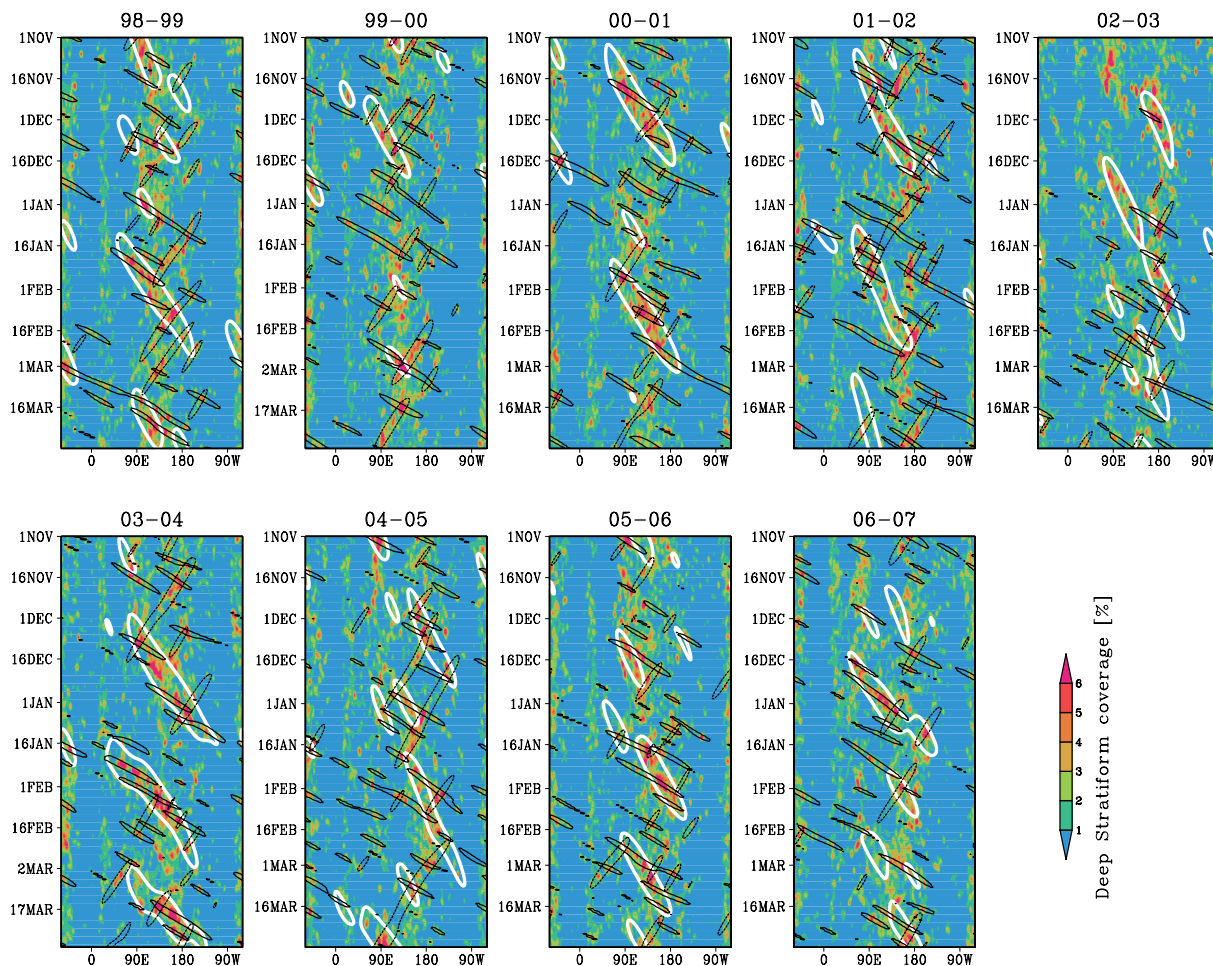 98-99
1NOV
16NOV
1DEC
16DEC
1JAN
16JAN
1FEB
16FEB
1MAR
16MAR
0 90E 180 90W
99-00
1NOV
16NOV
1DEC
16DEC
1JAN
16JAN
1FEB
16FEB
2MAR
17MAR
0 90E 180 90W
00-01
1NOV
16NOV
1DEC
16DEC
1JAN
16JAN
1FEB
16FEB
1MAR
16MAR
0 90E 180 90W
01-02
1NOV
16NOV
1DEC
16DEC
1JAN
16JAN
1FEB
16FEB
1MAR
16MAR
0 90E 180 90W
02-03
1NOV
16NOV
1DEC
16DEC
1JAN
16JAN
1FEB
16FEB
1MAR
16MAR
0 90E 180 90W
03-04
1NOV
16NOV
1DEC
16DEC
1JAN
16JAN
1FEB
16FEB
2MAR
17MAR
0 90E 180 90W
04-05
1NOV
16NOV
1DEC
16DEC
1JAN
16JAN
1FEB
16FEB
1MAR
16MAR
0 90E 180 90W
05-06
1NOV
16NOV
1DEC
16DEC
1JAN
16JAN
1FEB
16FEB
1MAR
16MAR
0 90E 180 90W
06-07
1NOV
16NOV
1DEC
16DEC
1JAN
16JAN
1FEB
16FEB
1MAR
16MAR
0 90E 180 90W
6
5
4
3
2
1
Deep Stratiform coverage [%]